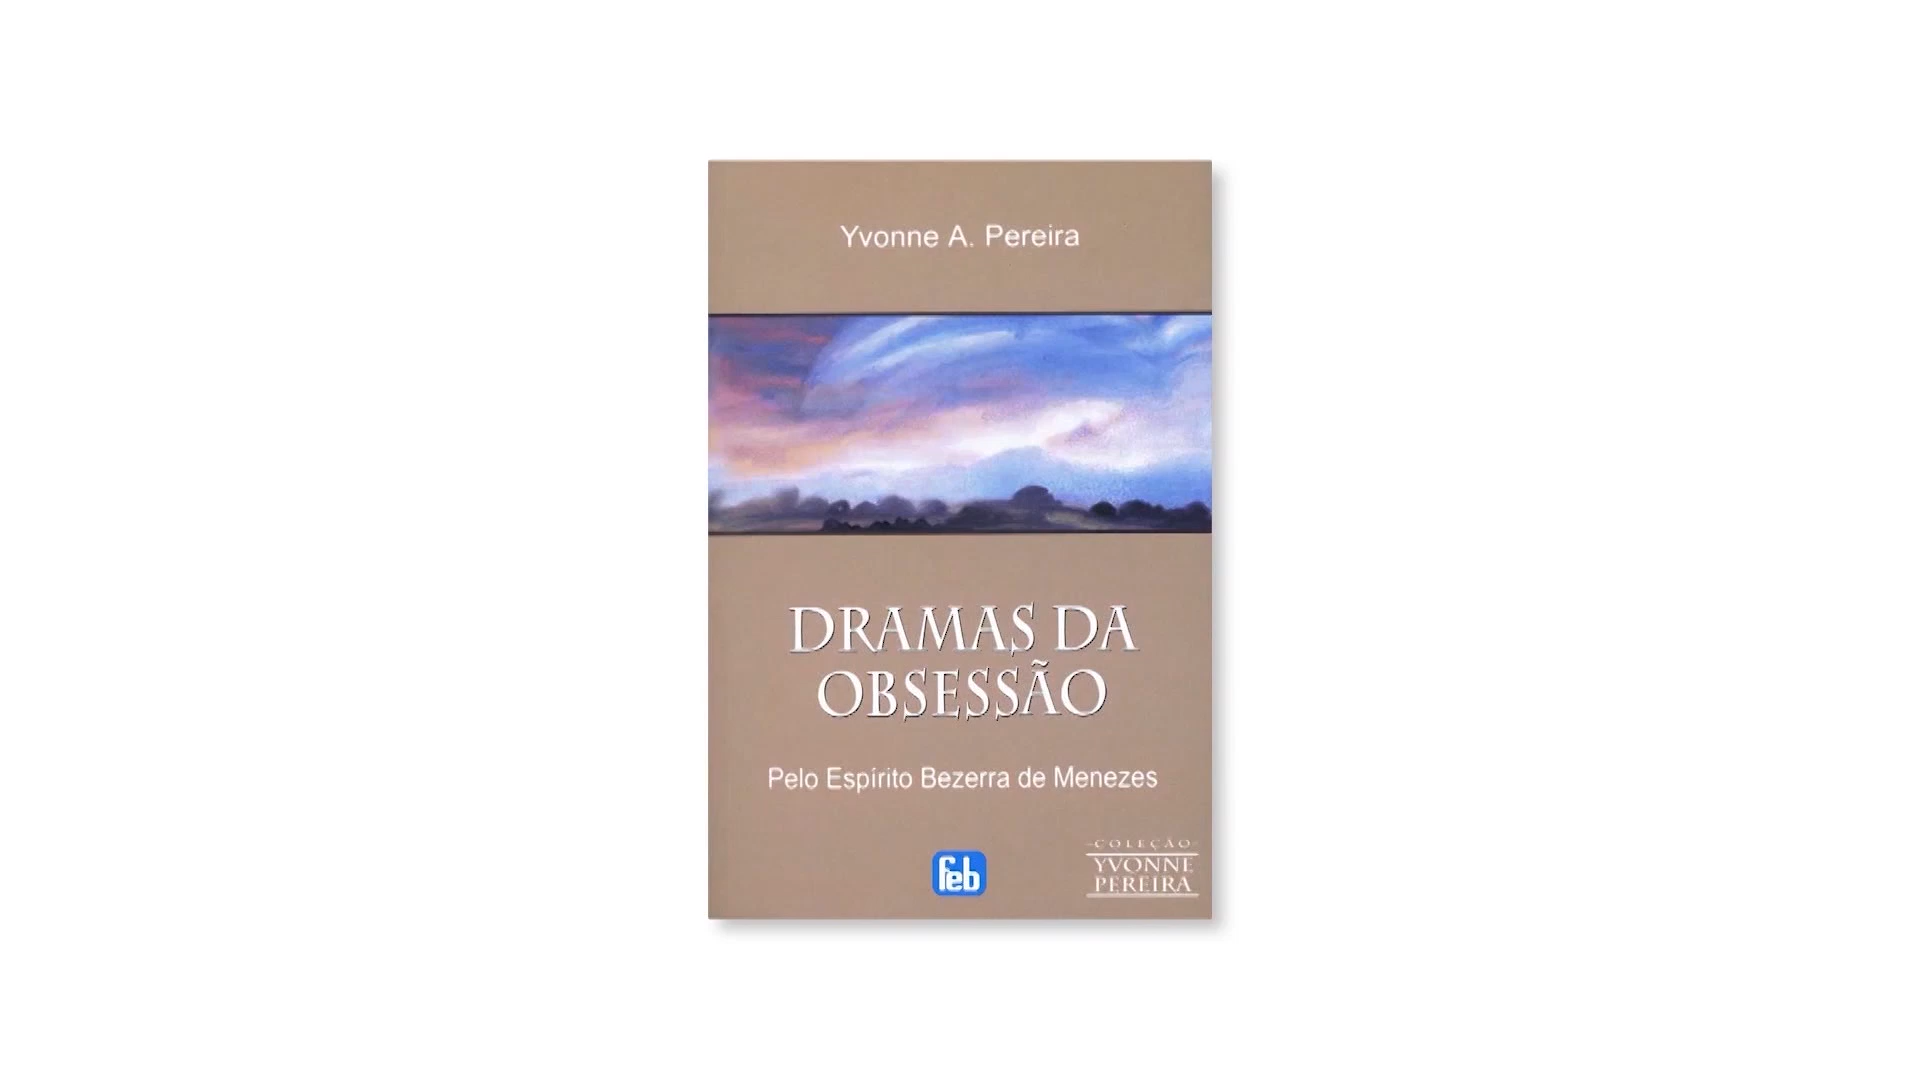 Yvonne A. Pereira
DRAMAS DA
OBSESSÃO
Pelo Espírito Bezerra de Menezes
feb
COLEÇÃO
YVONNE
PEREIRA